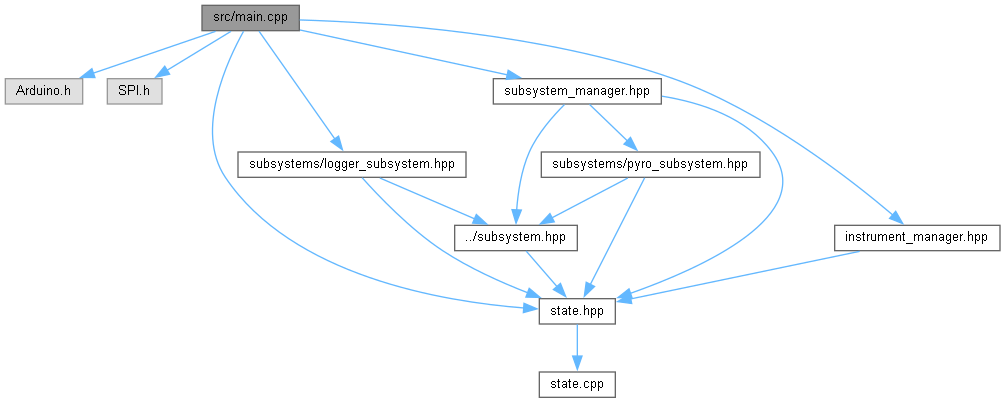 src/main.cpp
Arduino.h
SPI.h
subsystem_manager.hpp
subsystems/logger_subsystem.hpp
subsystems/pyro_subsystem.hpp
../subsystem.hpp
instrument_manager.hpp
state.hpp
state.cpp